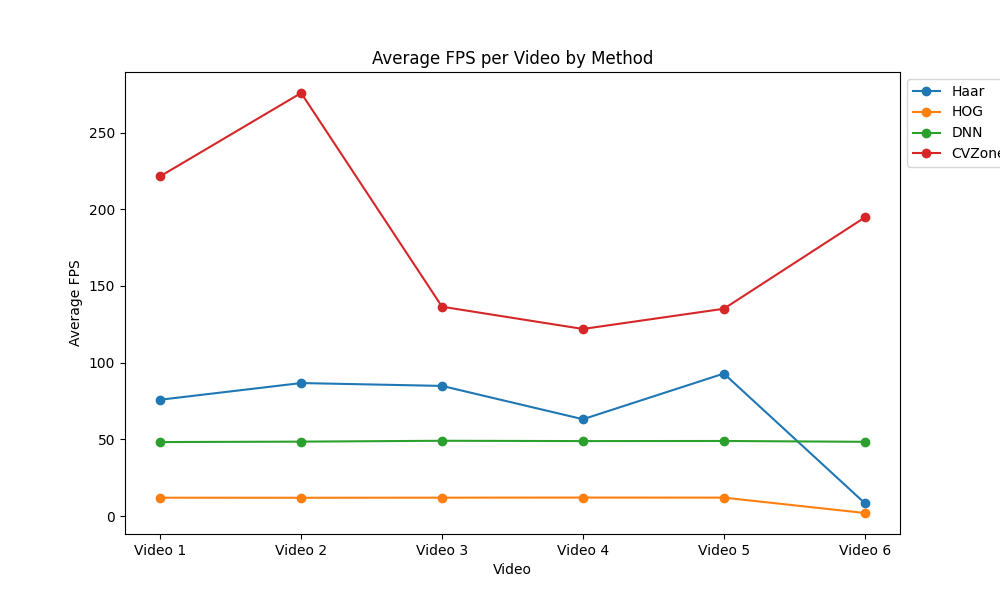 Average FPS per Video by Method
Average FPS
250
200
150
100
50
0
Video 1 Video 2 Video 3 Video 4 Video 5 Video 6
Video
Haar
HOG
DNN
CVZone